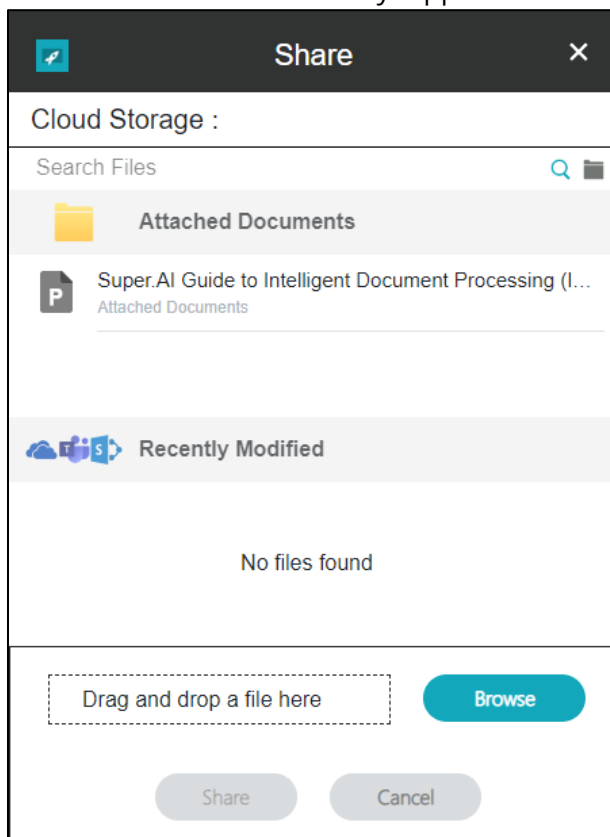 Share
Cloud Storage :
Search Files
Attached Documents
P
Super.AI Guide to Intelligent Document Processing (I...
Attached Documents
T S
Recently Modified
No files found
Drag and drop a file here
Browse
Share
Cancel